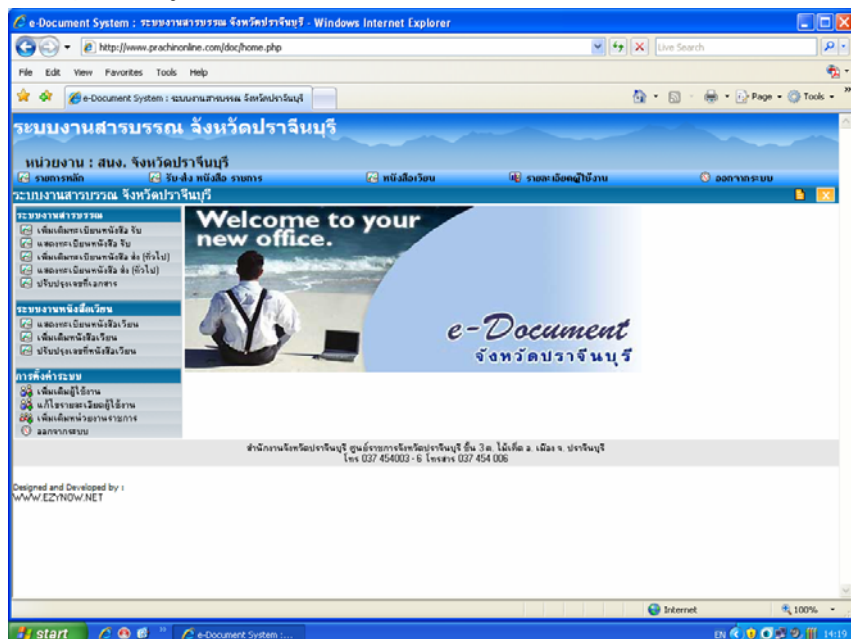 e-Document System : ระบบงานสารบรรณ จังหวัดปราจีนบุรี - Windows Internet Explorer
http://www.prachinonline.com/doc/home.php
Live Search
File Edit View Favorites Tools Help
e-Document System : ระบบงานสารบรรณ จังหวัดปราจีนบุรี
Page Tools
ระบบงานสารบรรณ จังหวัดปราจีนบุรี
หน่วยงาน : สนง. จังหวัดปราจีนบุรี
รายการหลัก รับ-ส่ง หนังสือ รายการ หนังสือเวียน รายละเอียดผู้ใช้งาน ออกจากระบบ
ระบบงานสารบรรณ จังหวัดปราจีนบุรี
ระบบงานสารบรรณ
เพิ่มเติมทะเบียนหนังสือ รับ
แสดงทะเบียนหนังสือ รับ
เพิ่มเติมทะเบียนหนังสือ ส่ง (ทั่วไป)
แสดงทะเบียนหนังสือ ส่ง (ทั่วไป)
ปรับปรุงเลขที่เอกสาร
ระบบงานหนังสือเวียน
แสดงทะเบียนหนังสือเวียน
เพิ่มเติมหนังสือเวียน
ปรับปรุงเลขที่หนังสือเวียน
การตั้งค่าระบบ
เพิ่มเติมผู้ใช้งาน
แก้ไขรายละเอียดผู้ใช้งาน
เพิ่มเติมหน่วยงานราชการ
ออกจากระบบ
Welcome to your
new office.
e-Document
จังหวัดปราจีนบุรี
สำนักงานจังหวัดปราจีนบุรี ศูนย์ราชการจังหวัดปราจีนบุรี ชั้น 3 ต. ไม้เค็ด อ. เมือง จ. ปราจีนบุรี
โทร 037 454003 - 6 โทรสาร 037 454 006
Designed and Developed by :
WWW.EZYNOW.NET
Internet 100%
start e-Document System :... EN 14:19